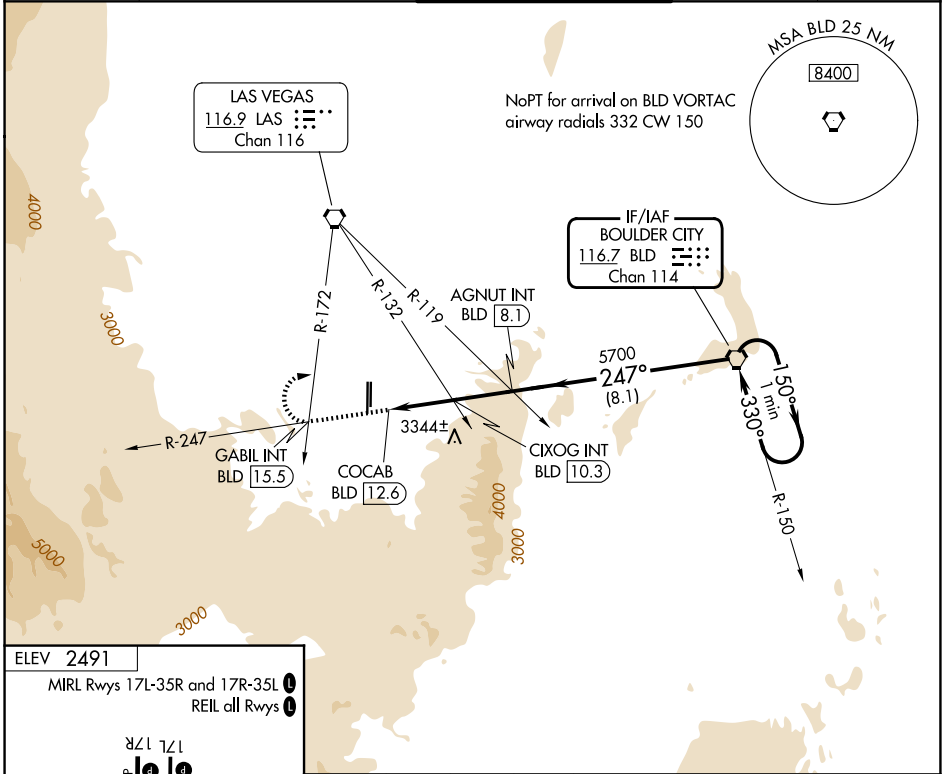 MSA BLD 25 NM
8400
LAS VEGAS
116.9 LAS
Chan 116
NoPT for arrival on BLD VORTAC
airway radials 332 CW 150
IF/IAF
BOULDER CITY
116.7 BLD
Chan 114
4000
R-172
R-132
R-119
AGNUT INT
BLD 8.1
5700
247°
(8.1)
150°
1 min
330°
3000
R-247
GABIL INT
BLD 15.5
COCAB
BLD 12.6
3344±
CIXOG INT
BLD 10.3
R-150
4000
3000
5000
3000
ELEV 2491
MIRL Rwys 17L-35R and 17R-35L L
REIL all Rwys L
17R
17L
P
P